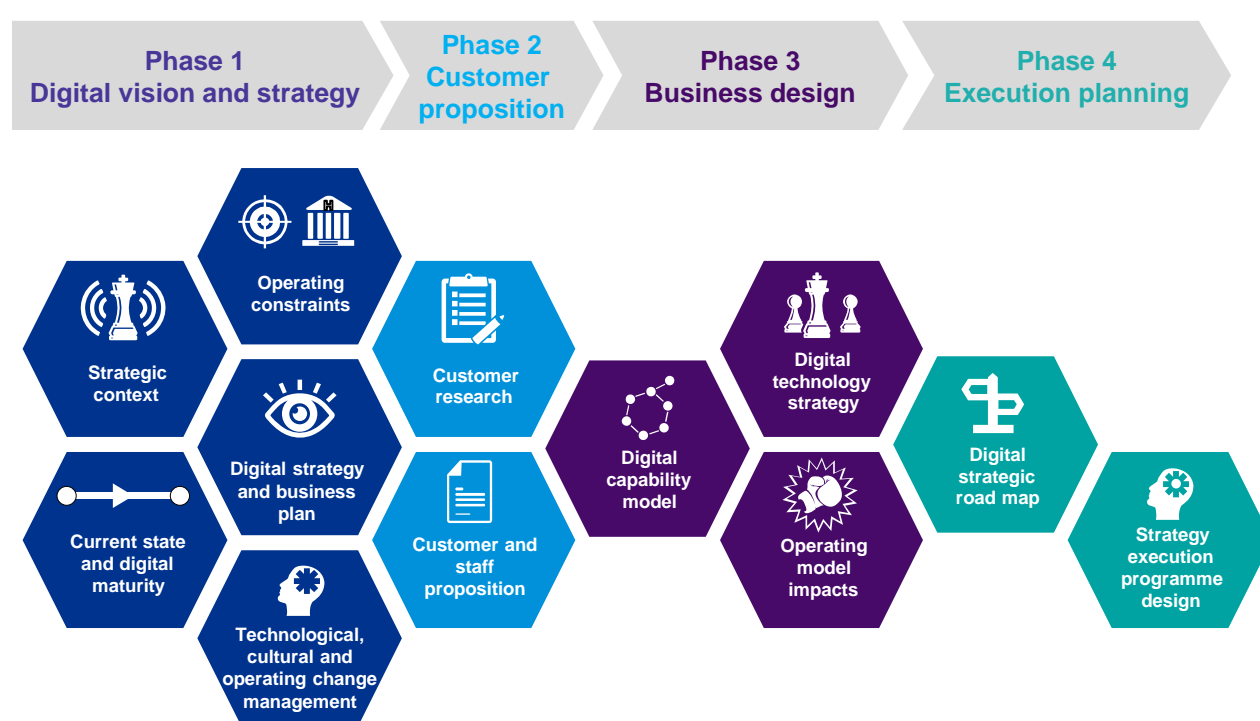 Phase 1
Digital vision and strategy
Phase 2
Customer
proposition
Phase 3
Business design
Phase 4
Execution planning
Operating
constraints
Strategic
context
Customer
research
Digital
technology
strategy
Digital strategy
and business
plan
Digital
capability
model
Digital
strategic
road map
Current state
and digital
maturity
Customer and
staff
proposition
Operating
model
impacts
Strategy
execution
programme
design
Technological,
cultural and
operating change
management